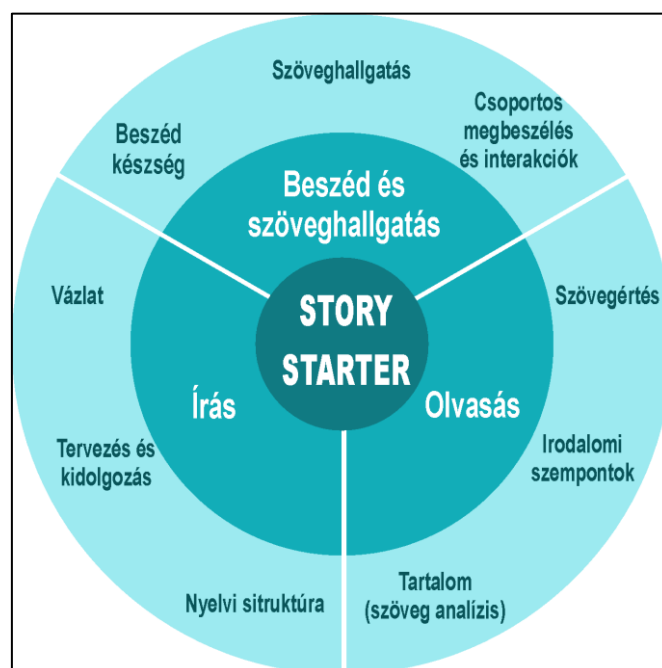 Szöveghallgatás
Csoportos
megbeszélés
és interakciók
Beszéd
készség
Beszéd és
szöveghallgatás
Vázlat
Szövegértés
STORY
STARTER
Írás
Olvasás
Tervezés és
kidolgozás
Irodalomi
szempontok
Nyelvi sitruktúra
Tartalom
(szöveg analízis)